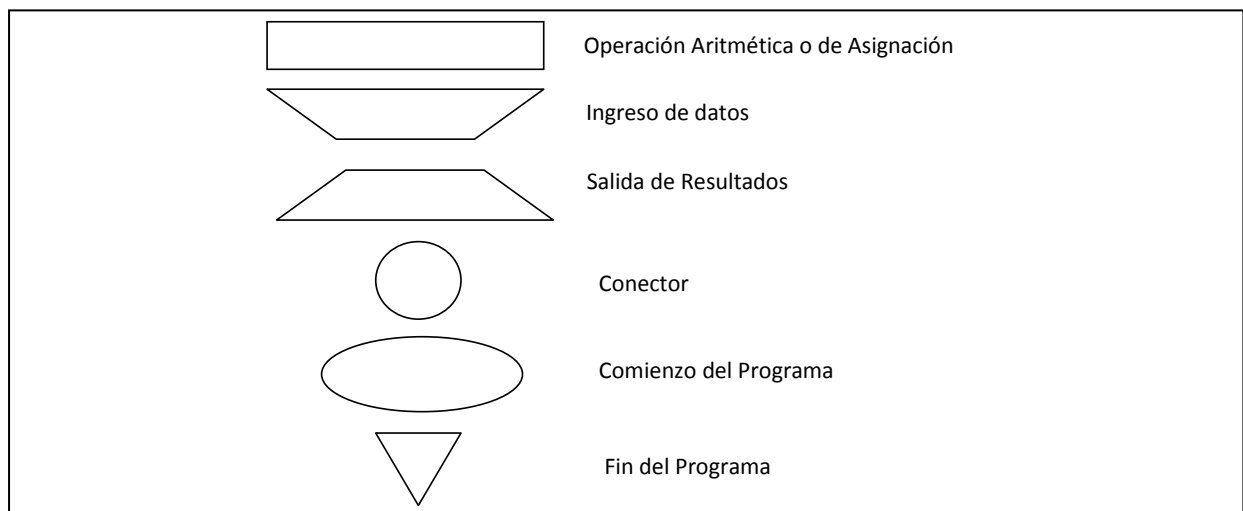 Operación Aritmética o de Asignación
Ingreso de datos
Salida de Resultados
Conector
Comienzo del Programa
Fin del Programa